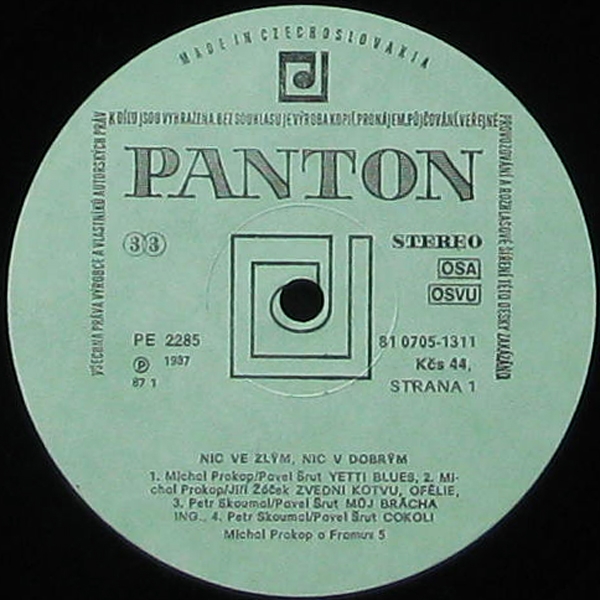 MADE IN CZECHOSLOVAKIA
VŠECHNA PRÁVA VÝROBCE A VLASTNÍKŮ AUTORSKÝCH PRÁV
K DÍLU JSOU VYHRAZENA. BEZ SOUHLASU JE VÝROBA KOPIÍ, PRONÁJEM, PŮJČOVÁNÍ, VEŘEJNÉ
PROVOZOVÁNÍ A ROZHLASOVÉ ŠÍŘENÍ TÉTO DESKY ZAKÁZÁNO
PANTON
33
STEREO
OSA
OSVU
PE 2285
81 0705-1311
Ⓟ 1987
Kčs 44,
87 1
STRANA 1
NIC VE ZLÝM, NIC V DOBRÝM
1. Michal Prokop/Pavel Šrut YETTI BLUES, 2. Mi-
chal Prokop/Jiří Žáček ZVEDNI KOTVU, OFÉLIE,
3. Petr Skoumal/Pavel Šrut MŮJ BRÁCHA
ING., 4. Petr Skoumal/Pavel Šrut COKOLI
Michal Prokop a Framus 5